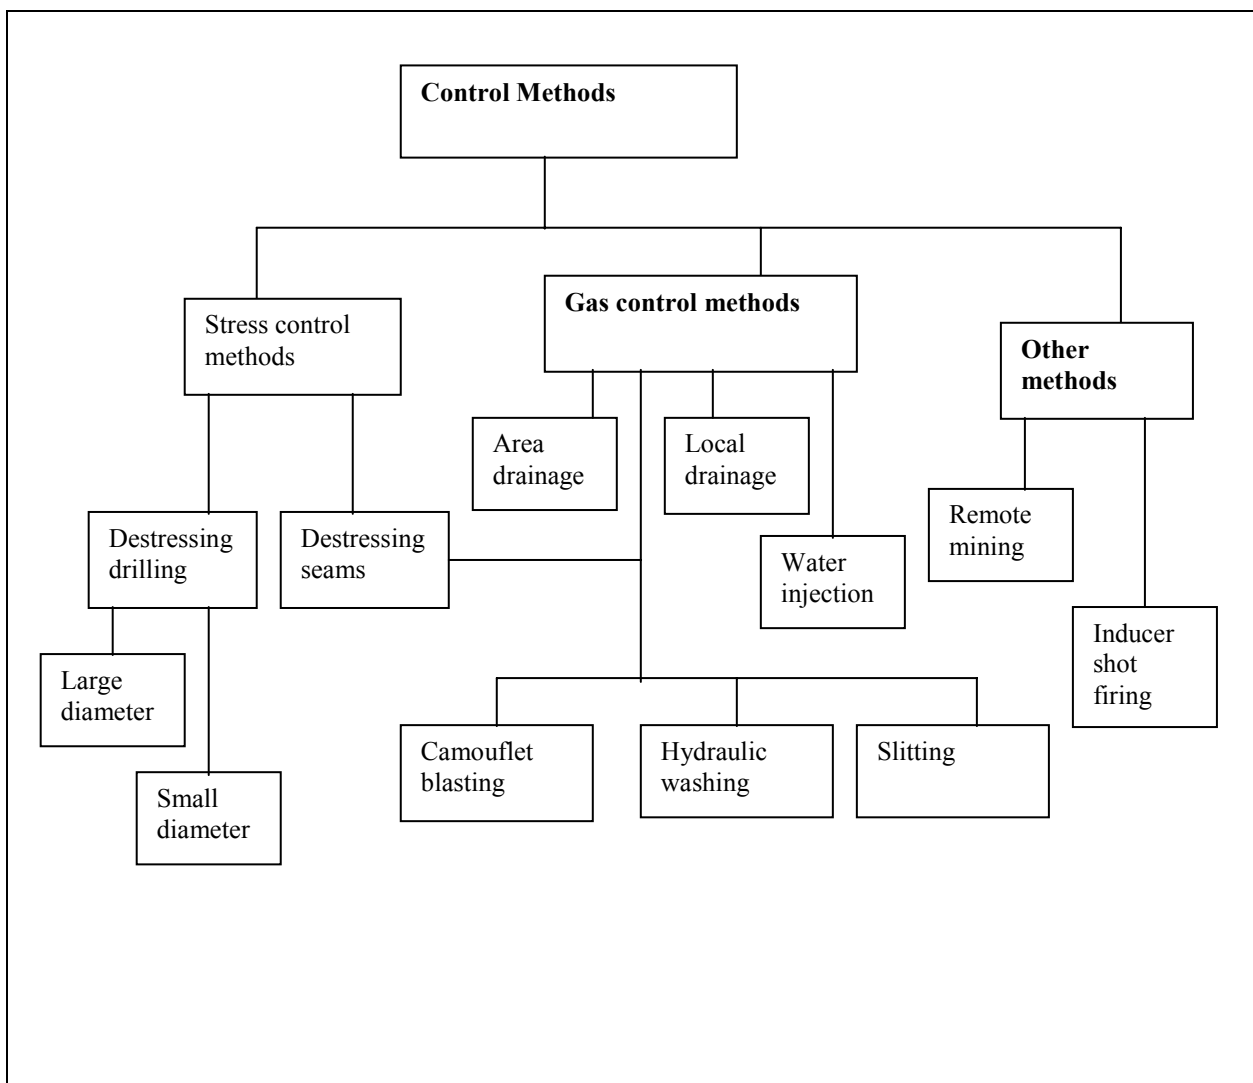 Control Methods
Stress control
methods
Gas control methods
Other
methods
Area
drainage
Local
drainage
Remote
mining
Destressing
drilling
Destressing
seams
Water
injection
Inducer
shot
firing
Large
diameter
Camouflet
blasting
Hydraulic
washing
Slitting
Small
diameter